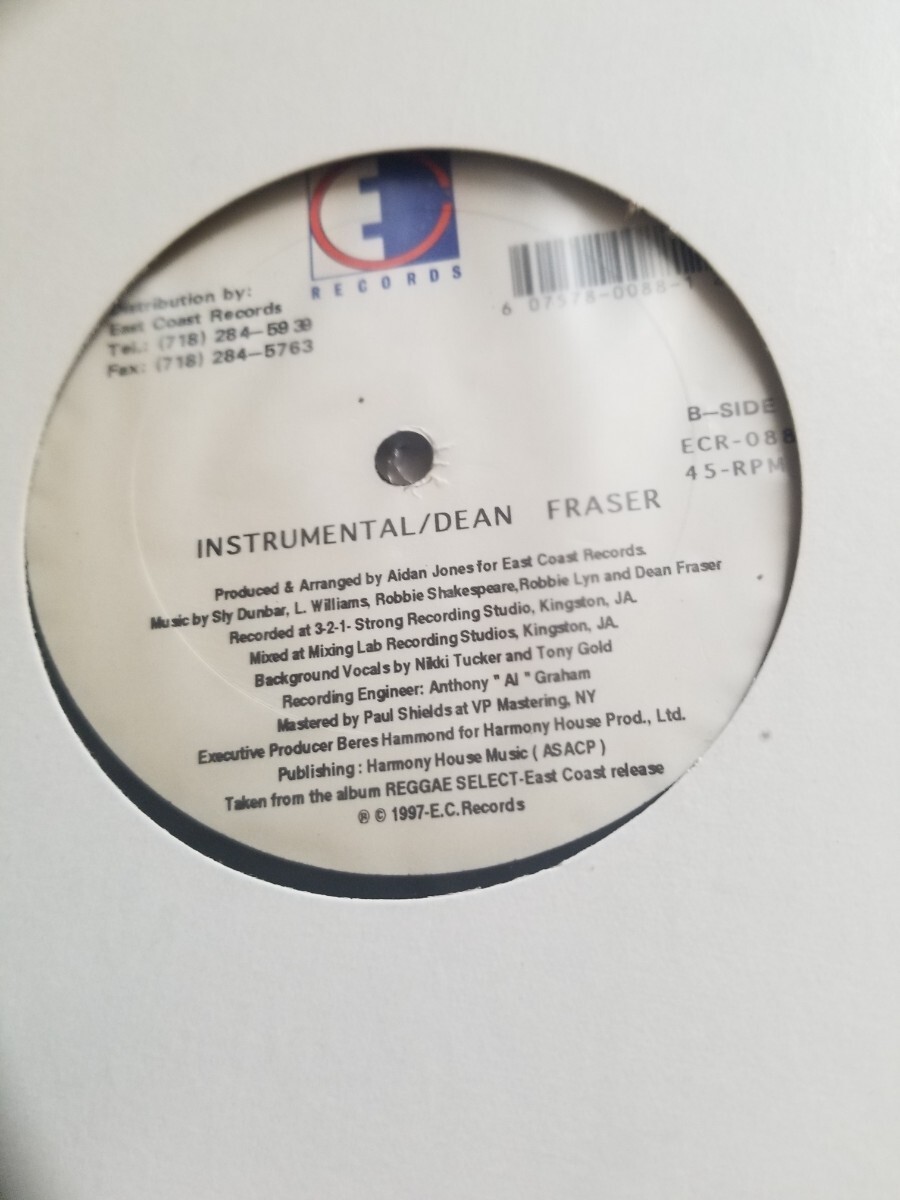 EC
RECORDS
6 07578-0088-1
Distribution by:
East Coast Records
Tel.: (718) 284-5939
Fax: (718) 284-5763
B-SIDE
ECR-088
45-RPM
INSTRUMENTAL/DEAN FRASER
Produced & Arranged by Aidan Jones for East Coast Records.
Music by Sly Dunbar, L. Williams, Robbie Shakespeare,Robbie Lyn and Dean Fraser
Recorded at 3-2-1- Strong Recording Studio, Kingston, JA.
Mixed at Mixing Lab Recording Studios, Kingston, JA.
Background Vocals by Nikki Tucker and Tony Gold
Recording Engineer: Anthony " Al " Graham
Mastered by Paul Shields at VP Mastering, NY
Executive Producer Beres Hammond for Harmony House Prod., Ltd.
Publishing : Harmony House Music ( ASACP )
Taken from the album REGGAE SELECT-East Coast release
® © 1997-E.C.Records